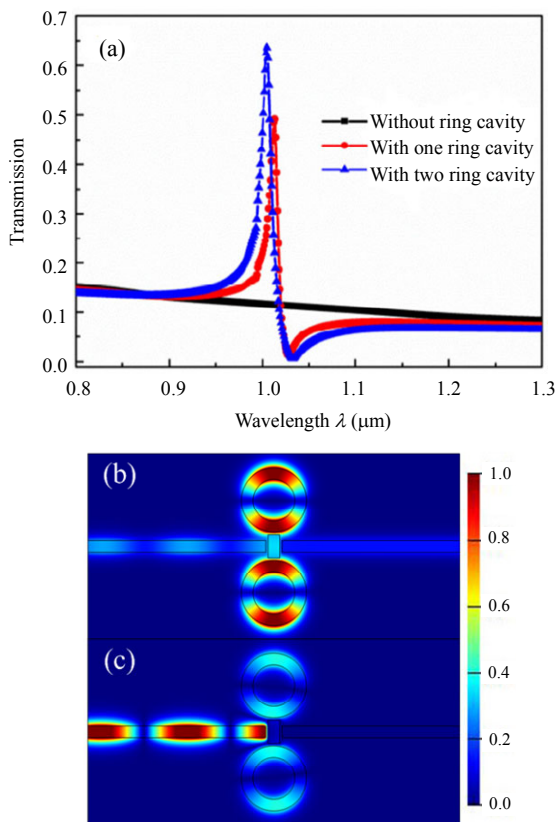 0.7
(a)
0.6
0.5
Without ring cavity
0.4
With one ring cavity
With two ring cavity
0.3
0.2
0.1
0.0
Transmission
0.8 0.9 1.0 1.1 1.2 1.3
Wavelength λ (μm)
(b)
1.0
0.8
0.6
(c)
0.4
0.2
0.0